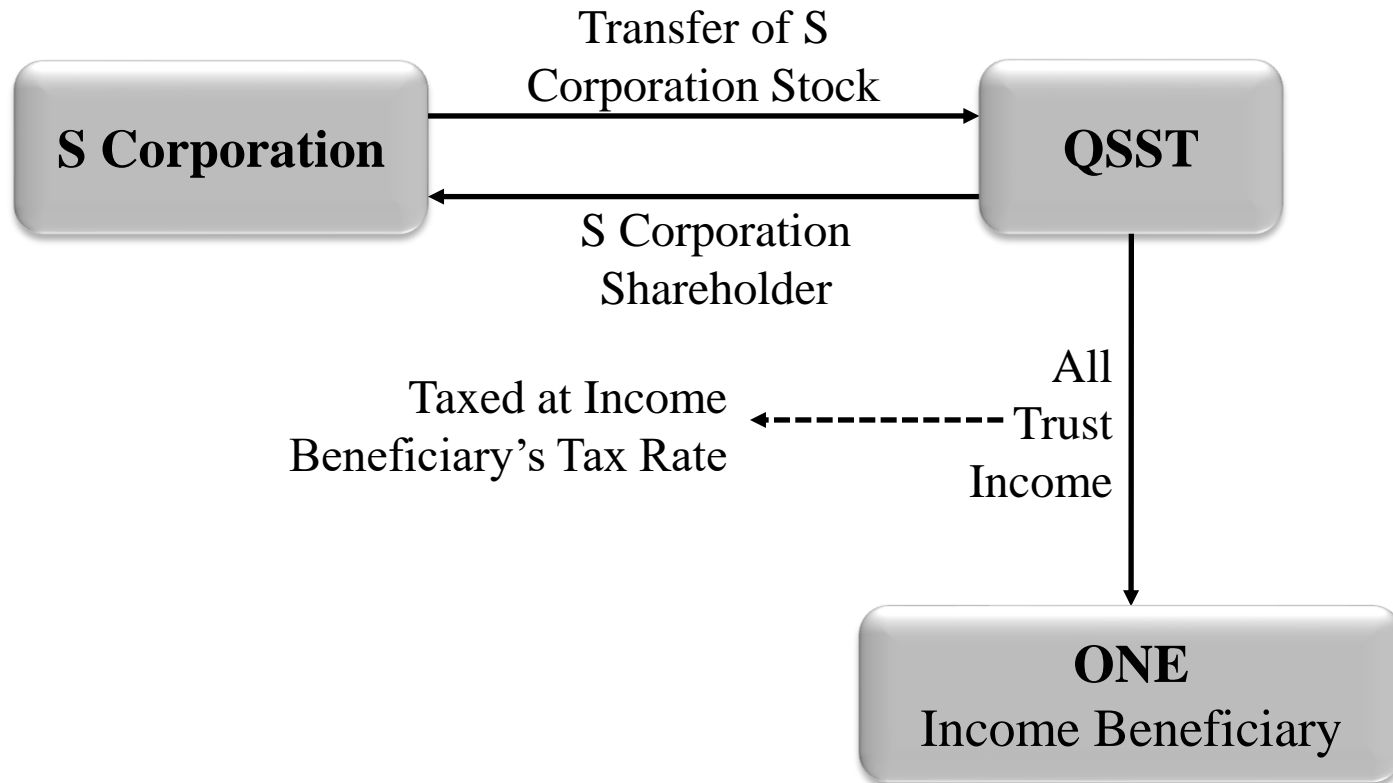 Transfer of S
Corporation Stock
S Corporation
QSST
S Corporation
Shareholder
All
Trust
Income
Taxed at Income
Beneficiary’s Tax Rate
ONE
Income Beneficiary